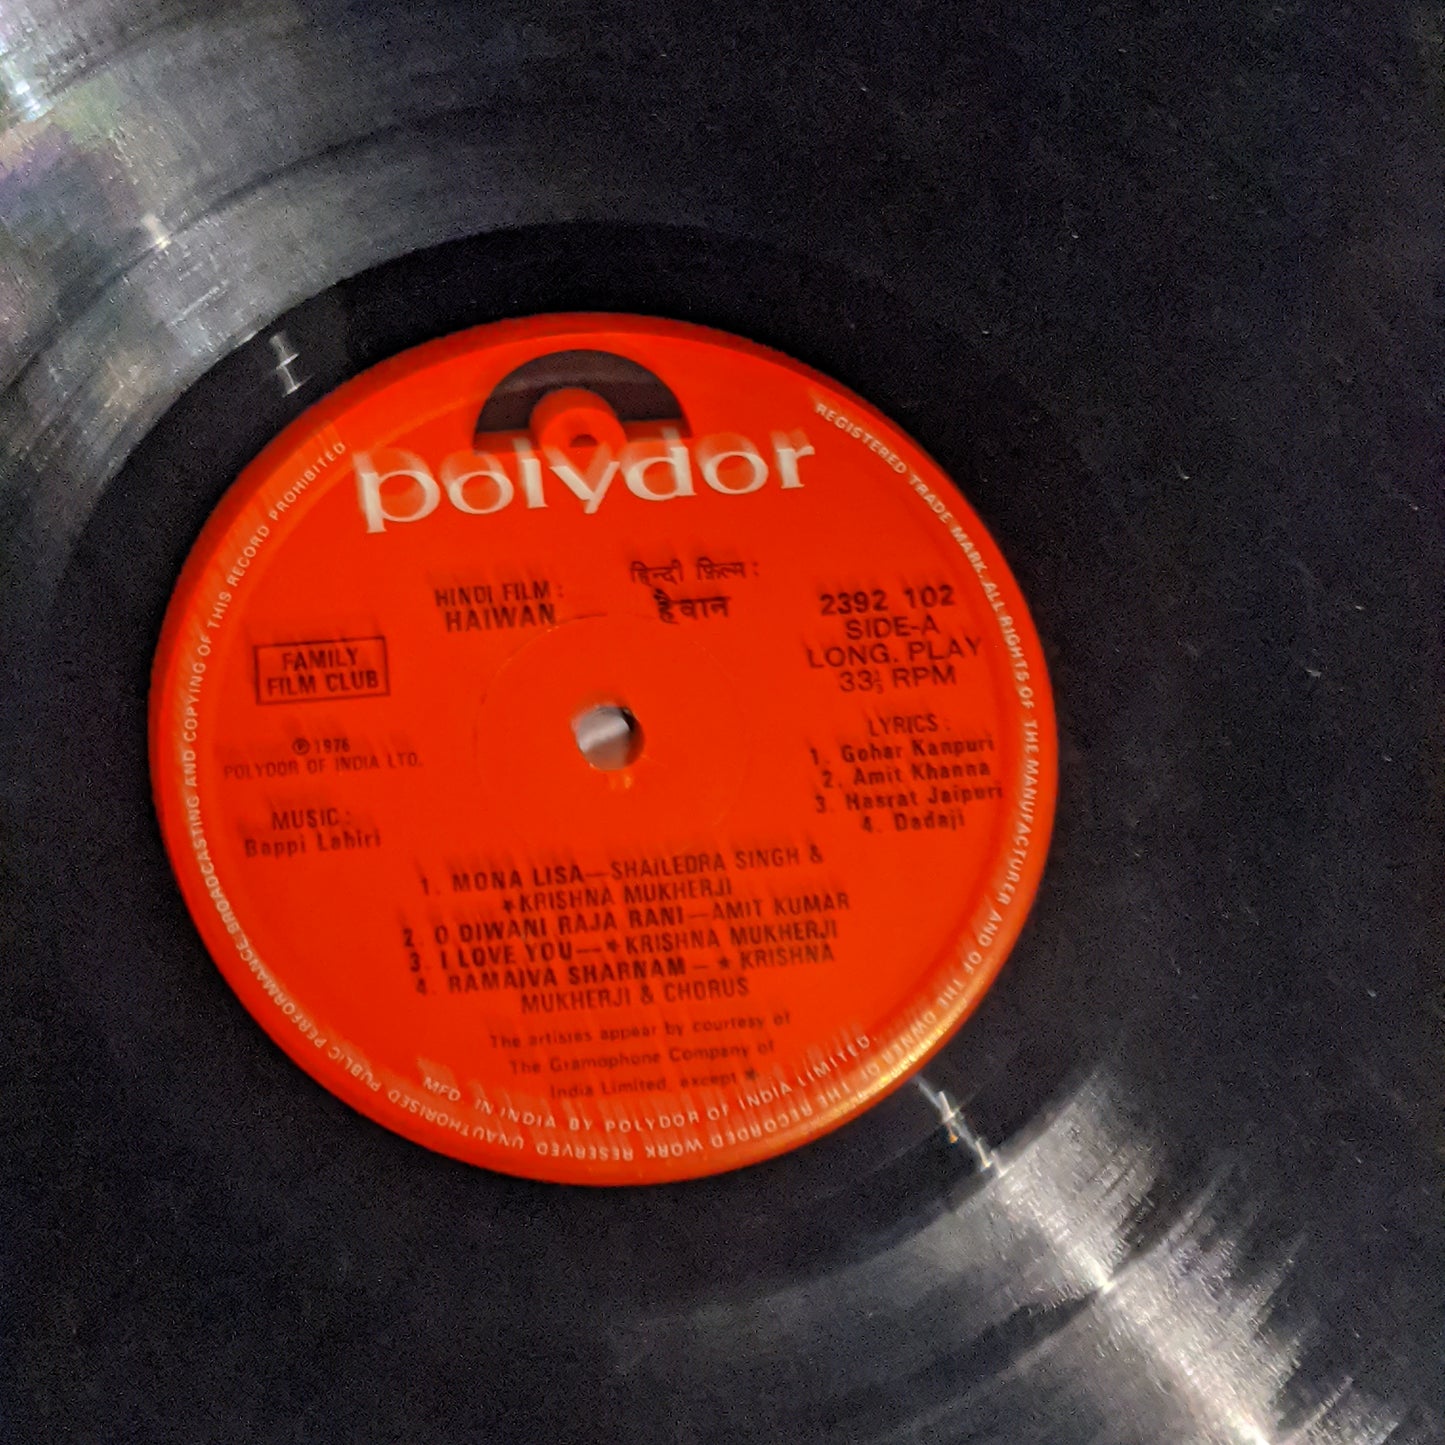 polydor
HINDI FILM :
HAIWAN
हिन्दी फ़िल्म :
हैवान
FAMILY
FILM CLUB
2392 102
SIDE-A
LONG. PLAY
33⅓ RPM
℗ 1976
POLYDOR OF INDIA LTD.
MUSIC :
Bappi Lahiri
LYRICS :
1. Gohar Kanpuri
2. Amit Khanna
3. Hasrat Jaipuri
4. Dadaji
1. MONA LISA—SHAILEDRA SINGH &
★KRISHNA MUKHERJI
2. O DIWANI RAJA RANI—AMIT KUMAR
3. I LOVE YOU—★KRISHNA MUKHERJI
4. RAMAIVA SHARNAM—★ KRISHNA
MUKHERJI & CHORUS
The artistes appear by courtesy of
The Gramophone Company of
India Limited, except ★.
MFD. IN INDIA BY POLYDOR OF INDIA LIMITED.
REGISTERED TRADE MARK. ALL RIGHTS OF THE MANUFACTURER AND OF THE OWNER OF THE RECORDED WORK RESERVED UNAUTHORISED PUBLIC PERFORMANCE.BROADCASTING AND COPYING OF THIS RECORD PROHIBITED